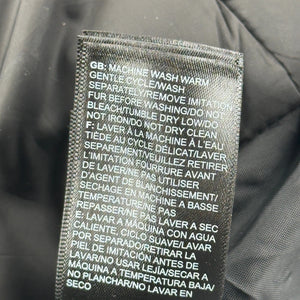 GB: MACHINE WASH WARM
GENTLE CYCLE/WASH
SEPARATELY/REMOVE IMITATION
FUR BEFORE WASHING/DO NOT
BLEACH/TUMBLE DRY LOW/DO
NOT IRON/DO NOT DRY CLEAN
F: LAVER À LA MACHINE À L'EAU
TIÈDE AU CYCLE DÉLICAT/LAVER
SÉPARÉMENT/VEUILLEZ RETIRER
L'IMITATION FOURRURE AVANT
DE LAVER/NE PAS UTILISER
D'AGENT DE BLANCHISSEMENT/
SECHAGE EN MACHINE A BASSE
TEMPERATURE/NE PAS
REPASSER/NE PAS LAVER A SEC
E: LAVAR A MÁQUINA CON AGUA
CALIENTE, CICLO SUAVE/LAVAR
POR SEPARADO/RETIRAR LA
PIEL DE IMITACIÓN ANTES DE
LAVAR/NO USAR LEJÍA/SECAR A
MÁQUINA A TEMPERATURA BAJA/
NO PLANCHAR/NO LAVAR EN
SECO